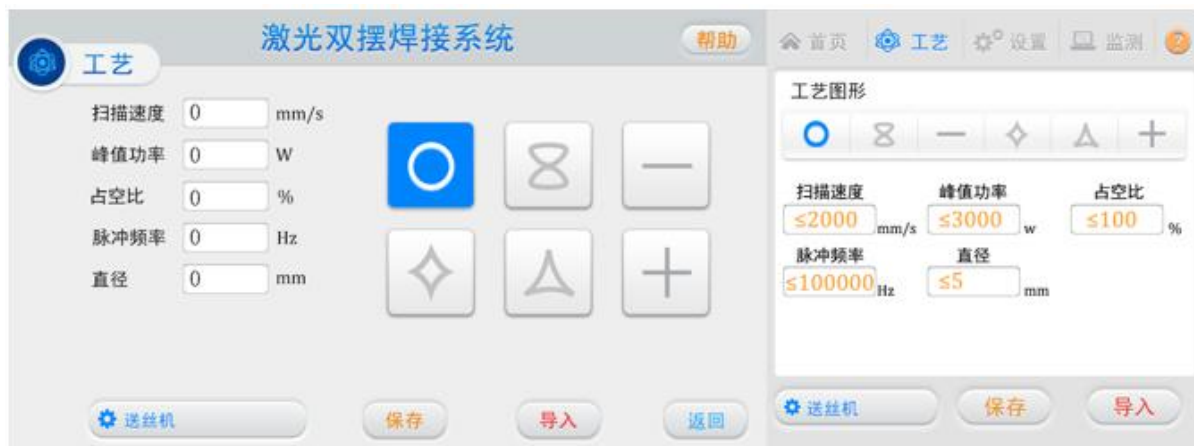 激光双摆焊接系统
帮助
工艺
扫描速度 0 mm/s
峰值功率 0 W
占空比 0 %
脉冲频率 0 Hz
直径 0 mm
送丝机
保存
导入
返回
首页 工艺 设置 监测 ?
工艺图形
扫描速度 峰值功率 占空比
≤2000 mm/s ≤3000 w ≤100 %
脉冲频率 直径
≤100000 Hz ≤5 mm
送丝机
保存
导入